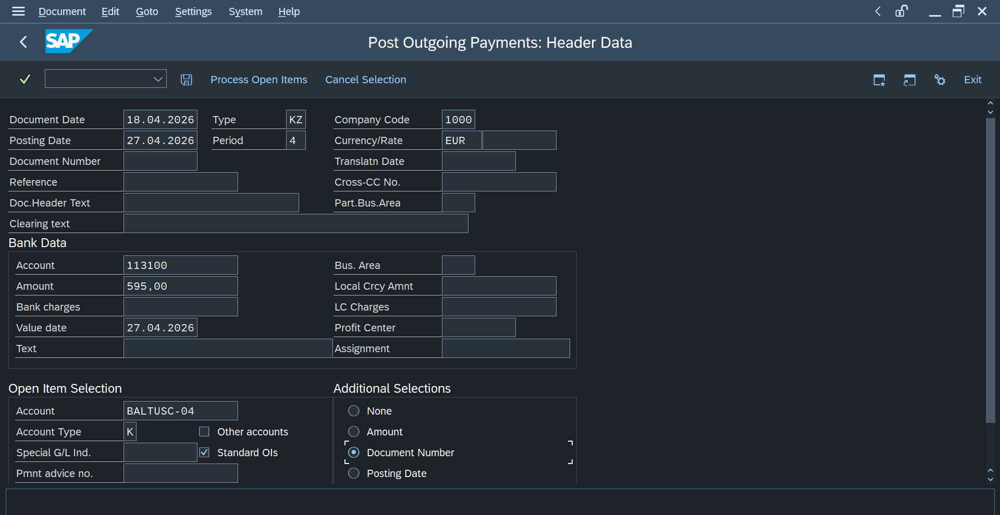 Document Edit Goto Settings System Help
SAP Post Outgoing Payments: Header Data
Process Open Items Cancel Selection Exit
Document Date 18.04.2026 Type KZ Company Code 1000
Posting Date 27.04.2026 Period 4 Currency/Rate EUR
Document Number Translatn Date
Reference Cross-CC No.
Doc.Header Text Part.Bus.Area
Clearing text
Bank Data
Account 113100 Bus. Area
Amount 595,00 Local Crcy Amnt
Bank charges LC Charges
Value date 27.04.2026 Profit Center
Text Assignment
Open Item Selection Additional Selections
Account BALTUSC-04 None
Account Type K Other accounts Amount
Special G/L Ind. Standard OIs Document Number
Pmnt advice no. Posting Date